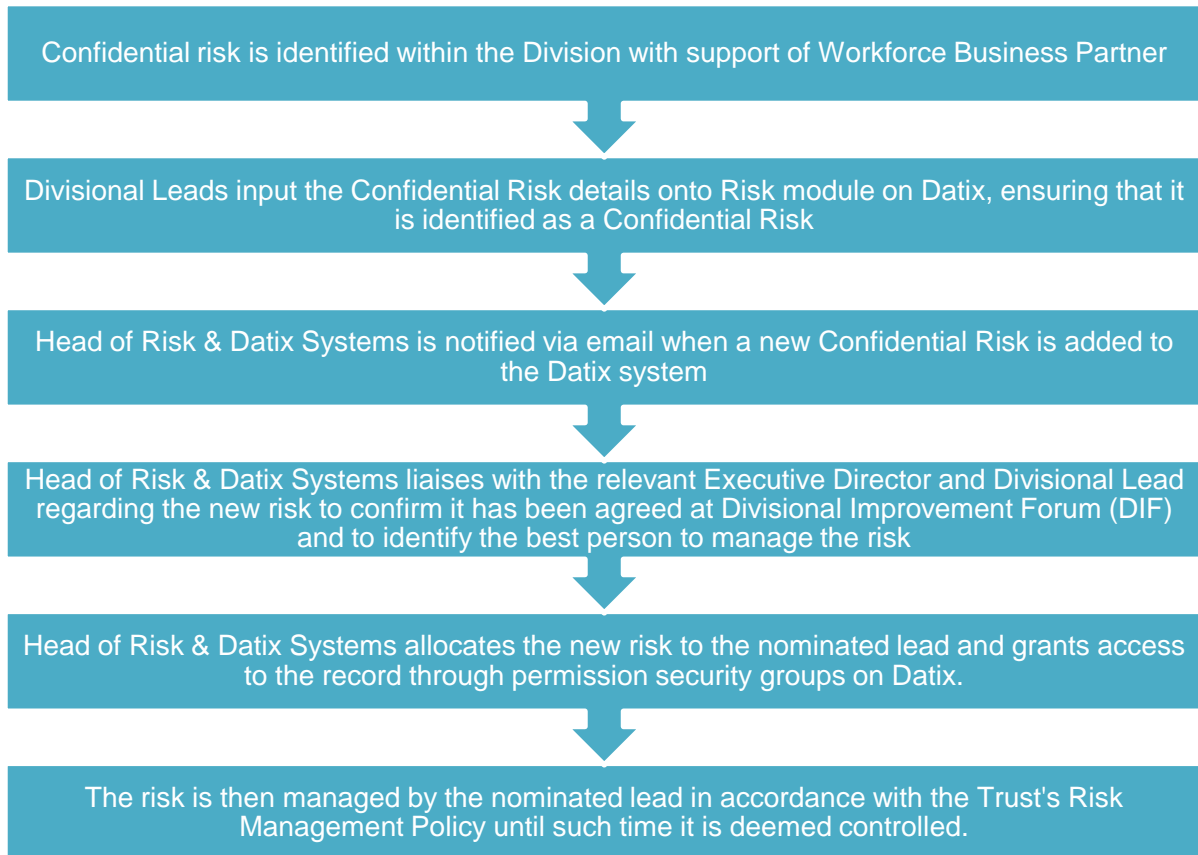 Confidential risk is identified within the Division with support of Workforce Business Partner
Divisional Leads input the Confidential Risk details onto Risk module on Datix, ensuring that it
is identified as a Confidential Risk
Head of Risk & Datix Systems is notified via email when a new Confidential Risk is added to
the Datix system
Head of Risk & Datix Systems liaises with the relevant Executive Director and Divisional Lead
regarding the new risk to confirm it has been agreed at Divisional Improvement Forum (DIF)
and to identify the best person to manage the risk
Head of Risk & Datix Systems allocates the new risk to the nominated lead and grants access
to the record through permission security groups on Datix.
The risk is then managed by the nominated lead in accordance with the Trust's Risk
Management Policy until such time it is deemed controlled.